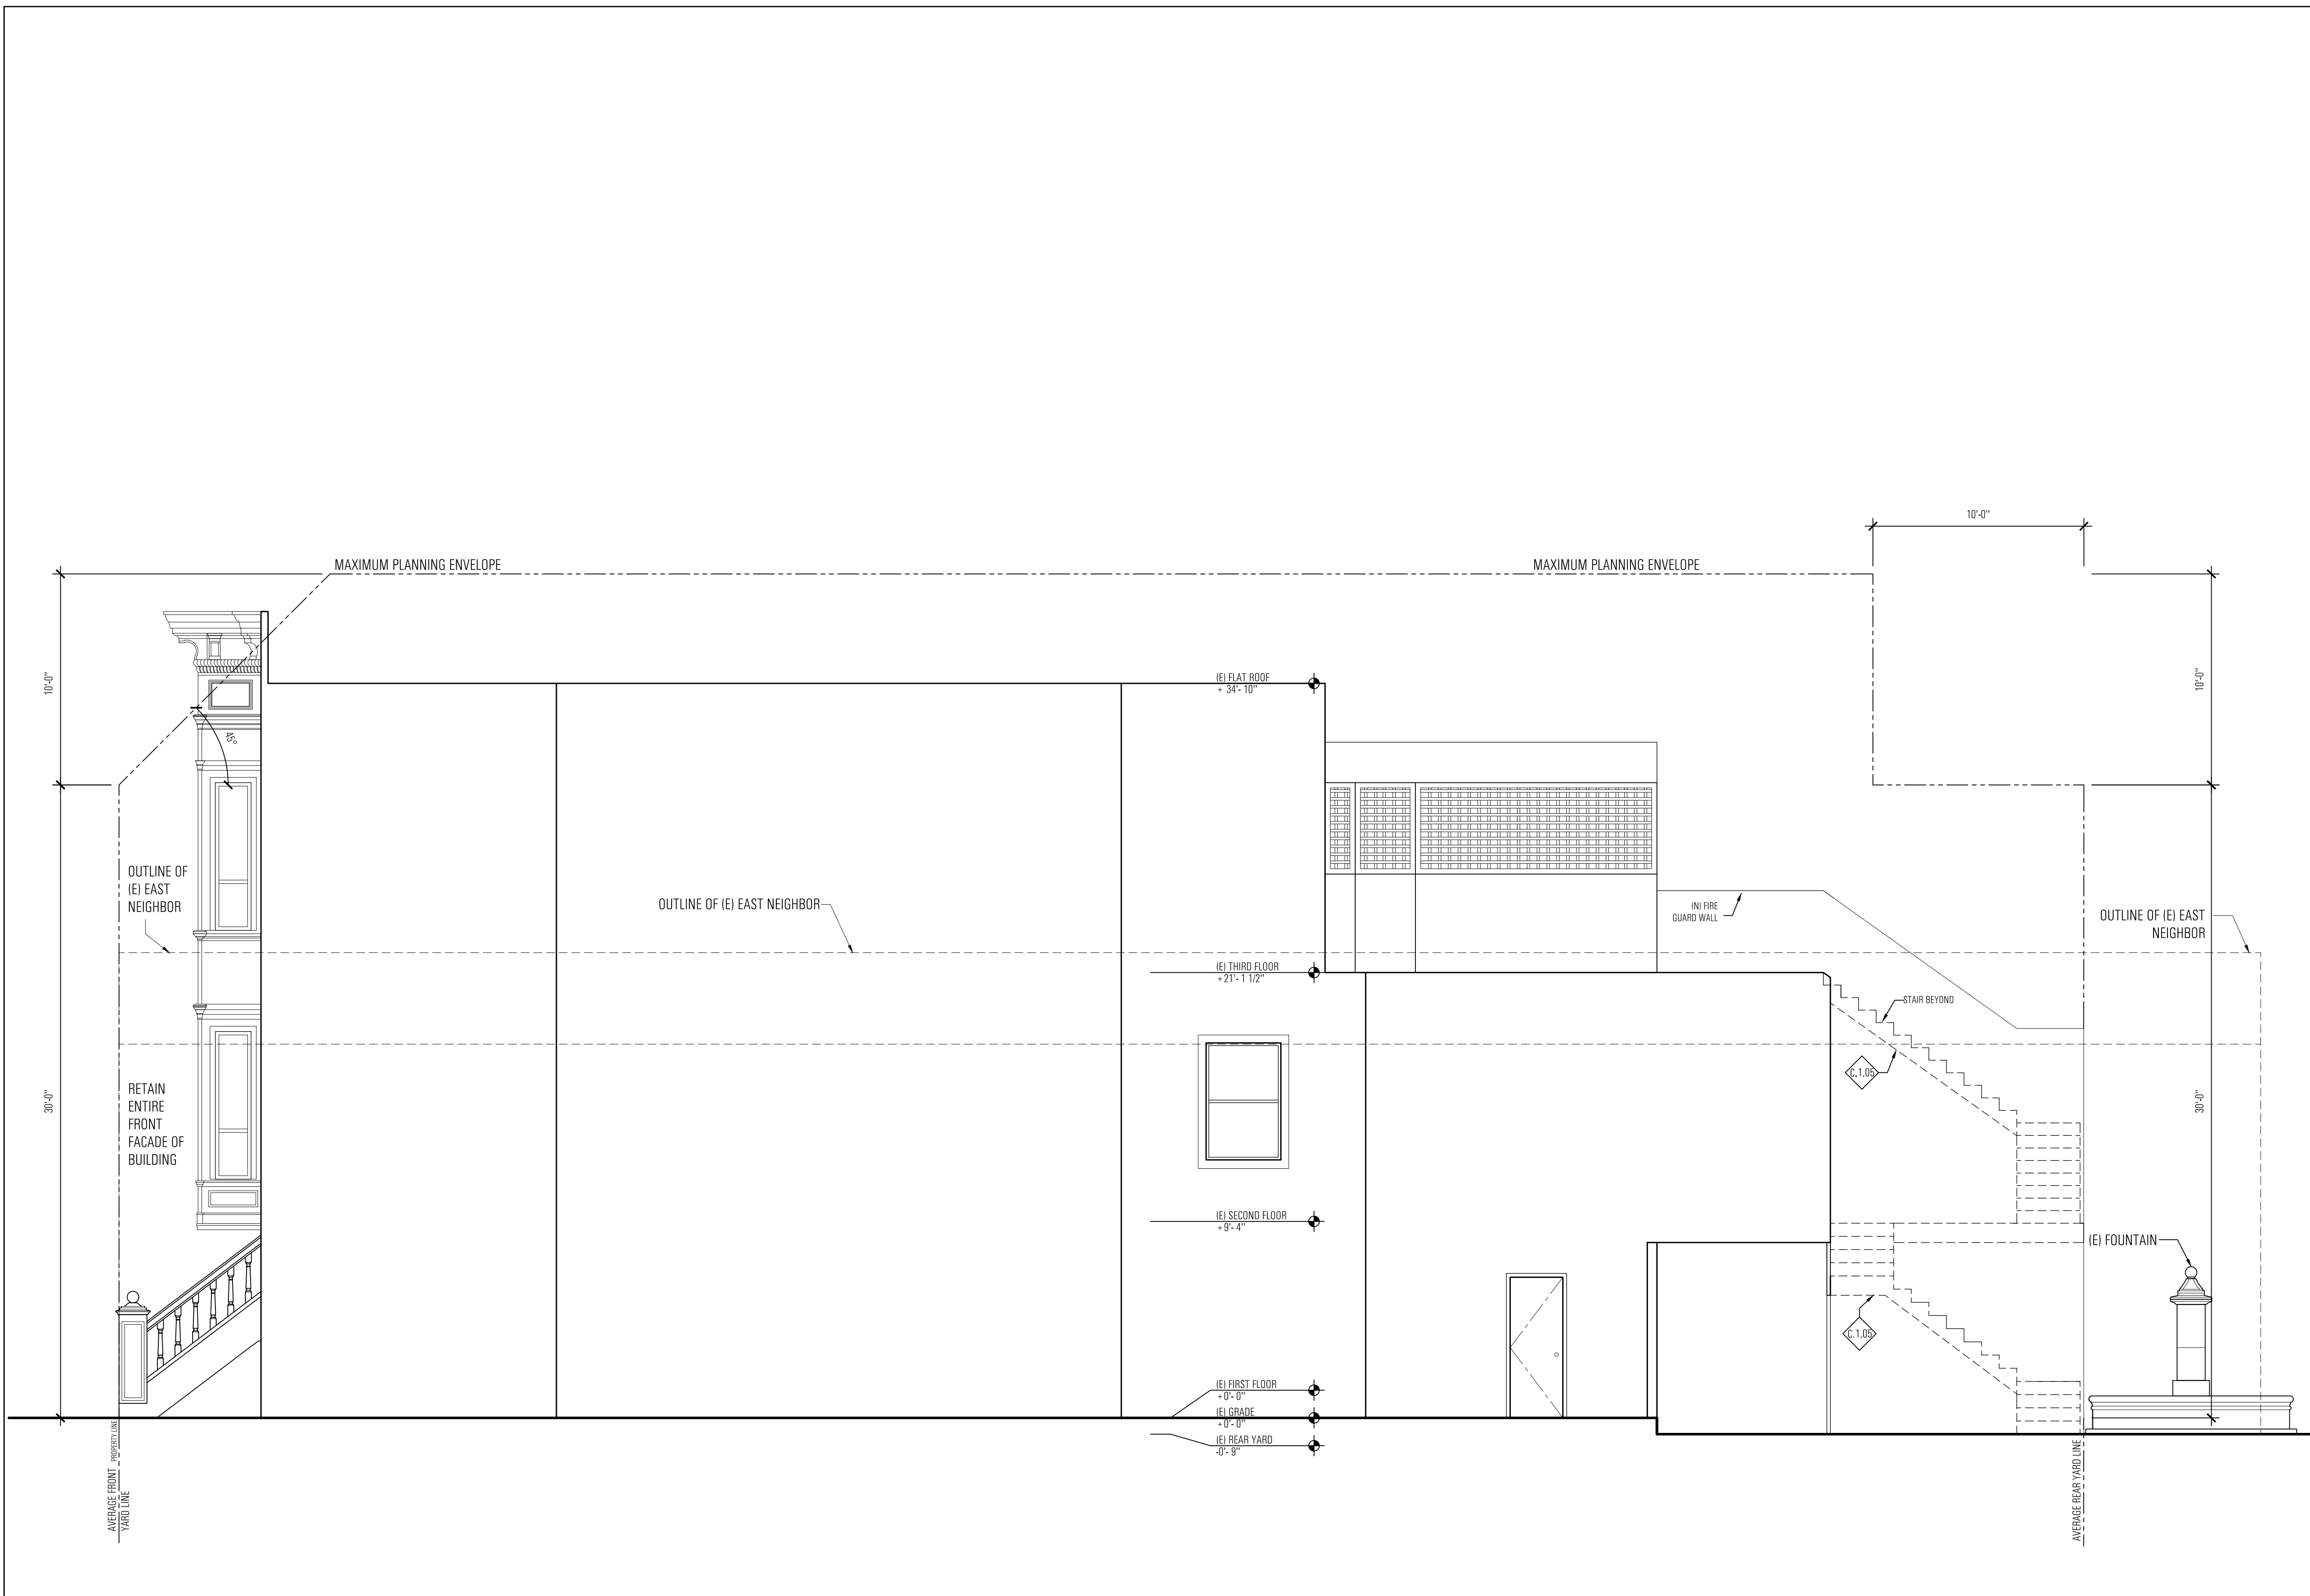 10'-0"
MAXIMUM PLANNING ENVELOPE
MAXIMUM PLANNING ENVELOPE
10'-0"
(E) FLAT ROOF
+ 34'- 10"
10'-0"
45°
OUTLINE OF
(E) EAST
NEIGHBOR
OUTLINE OF (E) EAST NEIGHBOR
(N) FIRE
GUARD WALL
OUTLINE OF (E) EAST
NEIGHBOR
(E) THIRD FLOOR
+21'- 1 1/2"
STAIR BEYOND
C.1.05
RETAIN
ENTIRE
FRONT
FACADE OF
BUILDING
30'-0"
30'-0"
(E) SECOND FLOOR
+9'- 4"
(E) FOUNTAIN
C.1.05
(E) FIRST FLOOR
+0'- 0"
(E) GRADE
+0'- 0"
(E) REAR YARD
-0'- 9"
PROPERTY LINE
AVERAGE FRONT
YARD LINE
AVERAGE REAR YARD LINE